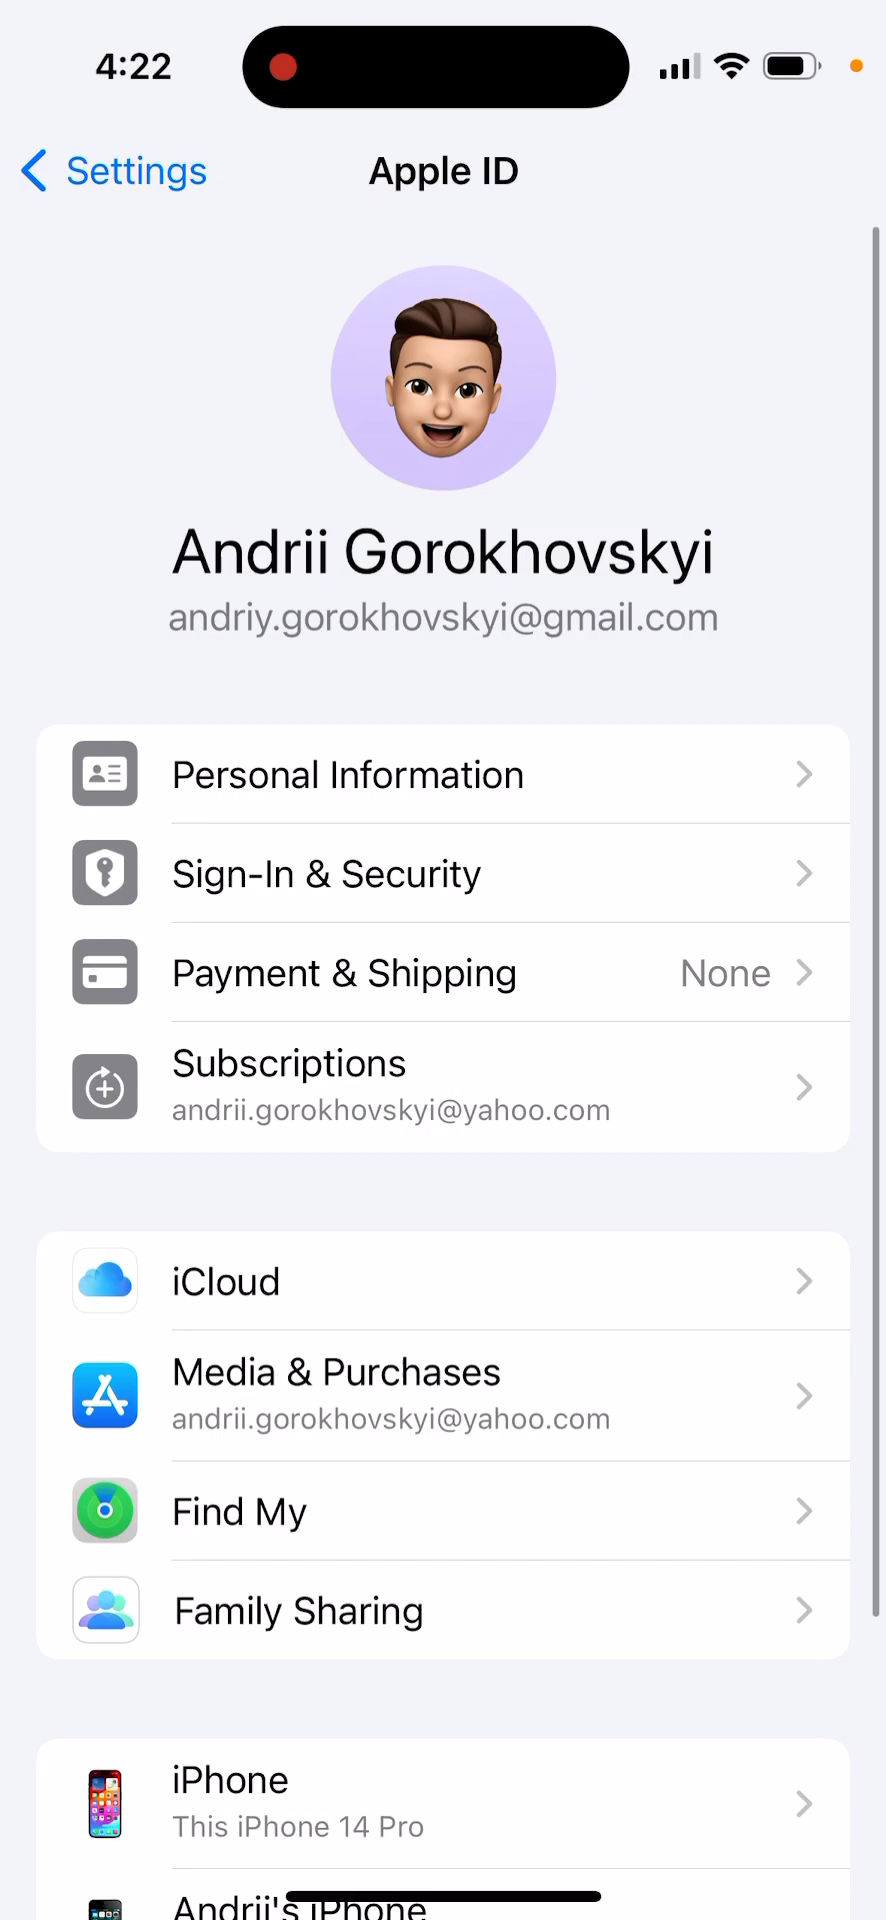 4:22
Settings
Apple ID
Andrii Gorokhovskyi
andriy.gorokhovskyi@gmail.com
Personal Information
Sign-In & Security
Payment & Shipping None
Subscriptions
andrii.gorokhovskyi@yahoo.com
iCloud
Media & Purchases
andrii.gorokhovskyi@yahoo.com
Find My
Family Sharing
iPhone
This iPhone 14 Pro
Andrii's iPhone